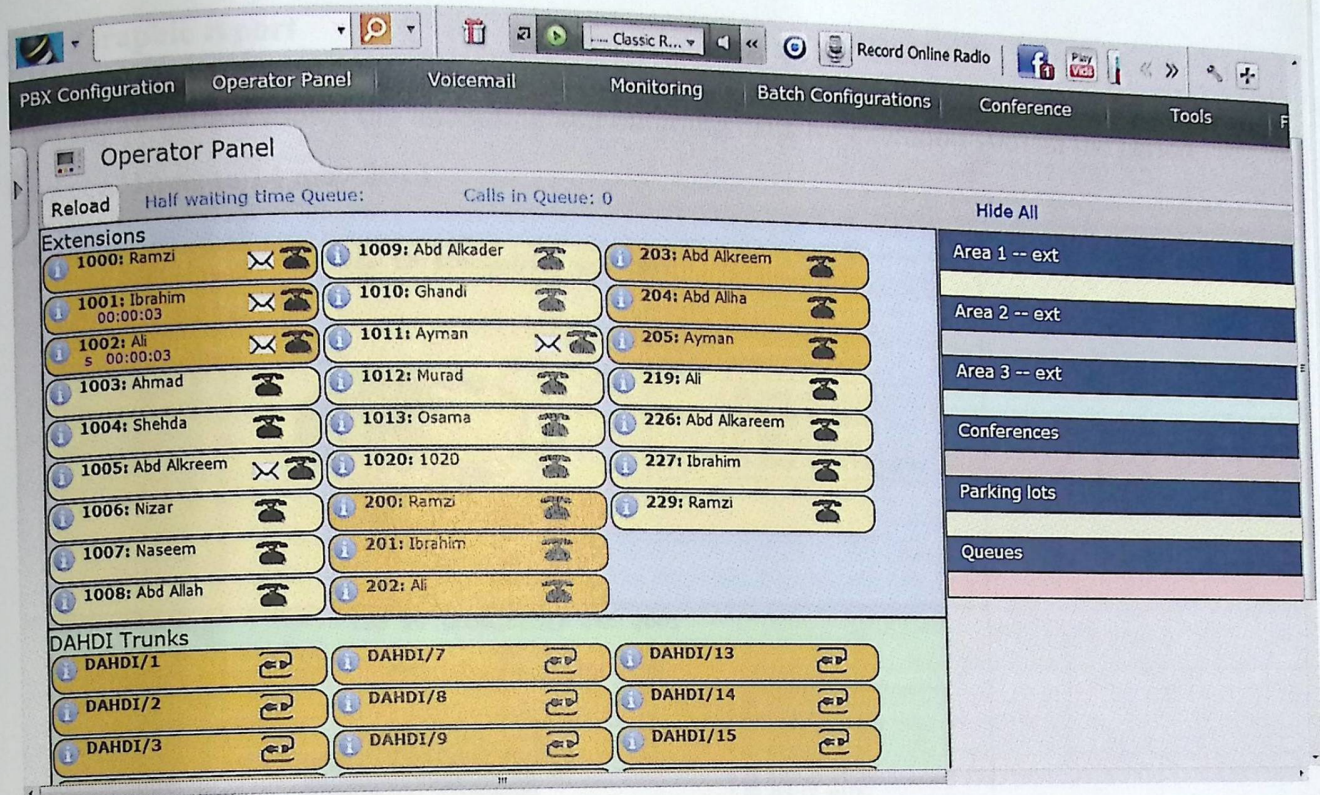 Classic R...
Record Online Radio
1
Play
Vids
PBX Configuration Operator Panel Voicemail Monitoring Batch Configurations Conference Tools F
Operator Panel
Reload Half waiting time Queue: Calls in Queue: 0
Hide All
Extensions
1000: Ramzi
1001: Ibrahim
00:00:03
1002: Ali
s 00:00:03
1003: Ahmad
1004: Shehda
1005: Abd Alkreem
1006: Nizar
1007: Naseem
1008: Abd Allah
1009: Abd Alkader
1010: Ghandi
1011: Ayman
1012: Murad
1013: Osama
1020: 1020
200: Ramzi
201: Ibrahim
202: Ali
203: Abd Alkreem
204: Abd Allha
205: Ayman
219: Ali
226: Abd Alkareem
227: Ibrahim
229: Ramzi
Area 1 -- ext
Area 2 -- ext
Area 3 -- ext
Conferences
Parking lots
Queues
DAHDI Trunks
DAHDI/1
DAHDI/2
DAHDI/3
DAHDI/7
DAHDI/8
DAHDI/9
DAHDI/13
DAHDI/14
DAHDI/15